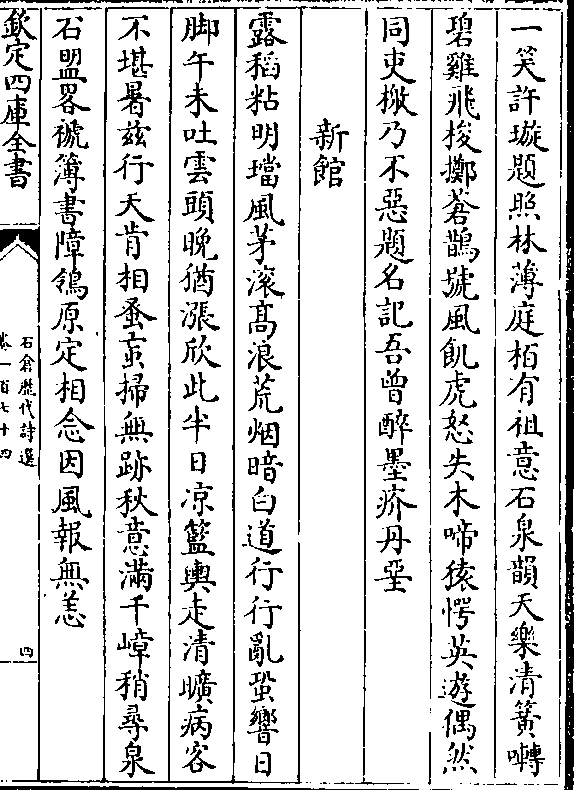 一笑許璇題照林薄庭栢有祖意石泉韻天樂清簧囀
碧雞飛梭擲蒼鵲號風飢虎怒失木啼猿愕英遊偶然
同吏橄乃不惡題名記吾曾醉墨疥丹堊
新館
露稻粘明璫風茅滚高浪荒烟暗白道行行亂蛩響日
脚午未吐雲頭晚猶漲欣此半日凉籃輿走清曠病客
不堪暑兹行天肯相蚤䖟掃無跡秋意滿千嶂稍尋泉
石盟畧褫簿書障鴒原定相念因風報無恙
欽定四庫全書
石倉歷代詩選
卷一百七十四
四